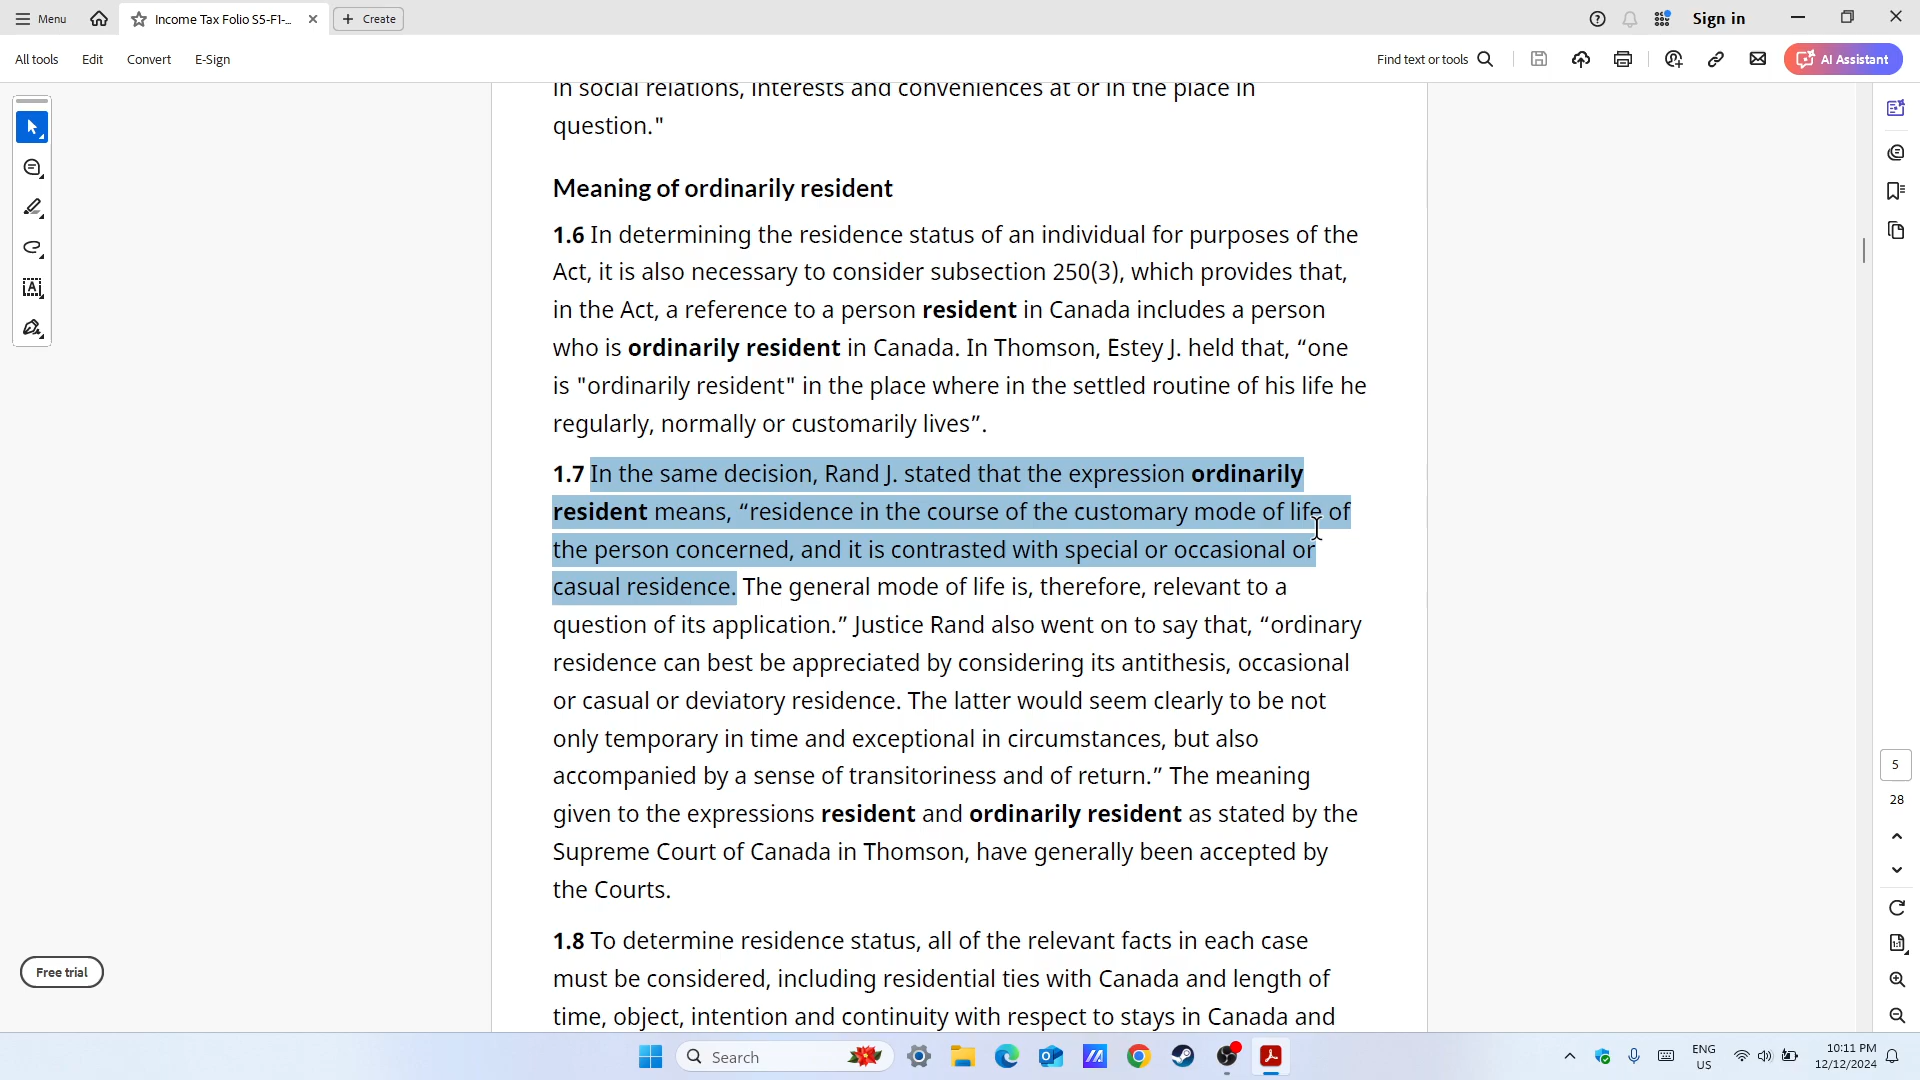 Menu
Income Tax Folio S5-F1-...
Create
Sign in
All tools
Edit
Convert
E-Sign
Find text or tools
AI Assistant
in social relations, interests and conveniences at or in the place in
question."
Meaning of ordinarily resident
1.6 In determining the residence status of an individual for purposes of the
Act, it is also necessary to consider subsection 250(3), which provides that,
in the Act, a reference to a person resident in Canada includes a person
who is ordinarily resident in Canada. In Thomson, Estey J. held that, “one
is "ordinarily resident" in the place where in the settled routine of his life he
regularly, normally or customarily lives”.
1.7 In the same decision, Rand J. stated that the expression ordinarily
resident means, “residence in the course of the customary mode of life of
the person concerned, and it is contrasted with special or occasional or
casual residence. The general mode of life is, therefore, relevant to a
question of its application.” Justice Rand also went on to say that, “ordinary
residence can best be appreciated by considering its antithesis, occasional
or casual or deviatory residence. The latter would seem clearly to be not
only temporary in time and exceptional in circumstances, but also
accompanied by a sense of transitoriness and of return.” The meaning
given to the expressions resident and ordinarily resident as stated by the
Supreme Court of Canada in Thomson, have generally been accepted by
the Courts.
1.8 To determine residence status, all of the relevant facts in each case
must be considered, including residential ties with Canada and length of
time, object, intention and continuity with respect to stays in Canada and
5
28
Free trial
Search
ENG
US
10:11 PM
12/12/2024